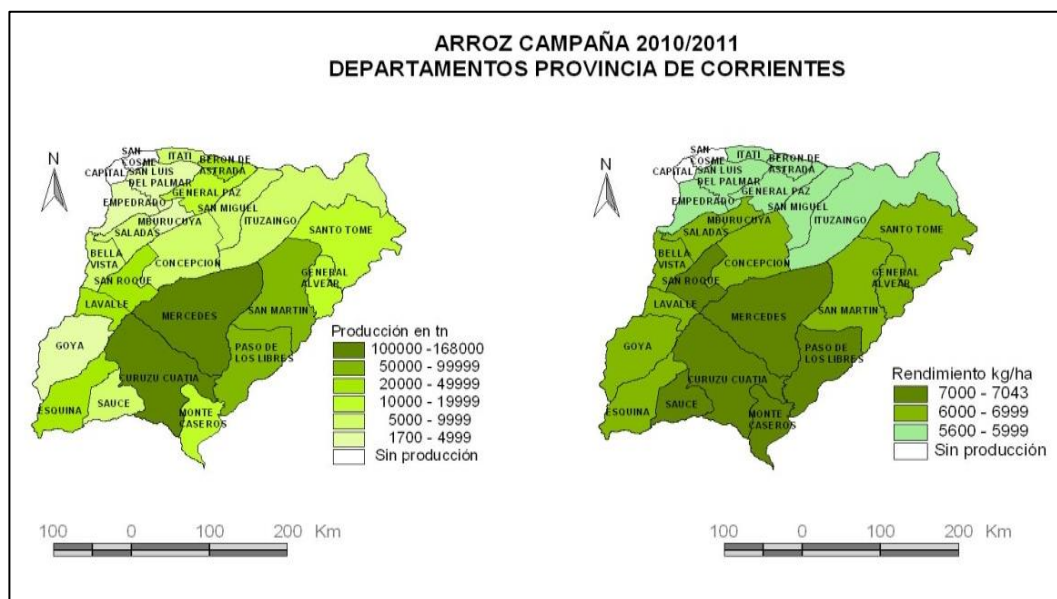 ARROZ CAMPAÑA 2010/2011
DEPARTAMENTOS PROVINCIA DE CORRIENTES
N
SAN
COSME
ITATI
BERON DE
ASTRADA
CAPITAL
SAN LUIS
DEL PALMAR
GENERAL PAZ
EMPEDRADO
SAN MIGUEL
MBURUCUYA
ITUZAINGO
SALADAS
SANTO TOME
BELLA
VISTA
CONCEPCION
GENERAL
ALVEAR
SAN ROQUE
LAVALLE
MERCEDES
SAN MARTIN
GOYA
PASO DE
LOS LIBRES
CURUZU CUATIA
ESQUINA
SAUCE
MONTE
CASEROS
Producción en tn
100000 - 168000
50000 - 99999
20000 - 49999
10000 - 19999
5000 - 9999
1700 - 4999
Sin producción
100 0 100 200 Km
N
SAN
COSME
ITATI
BERON DE
ASTRADA
CAPITAL
SAN LUIS
DEL PALMAR
GENERAL PAZ
EMPEDRADO
SAN MIGUEL
MBURUCUYA
ITUZAINGO
SALADAS
SANTO TOME
BELLA
VISTA
CONCEPCION
GENERAL
ALVEAR
SAN ROQUE
LAVALLE
MERCEDES
SAN MARTIN
GOYA
PASO DE
LOS LIBRES
CURUZU CUATIA
ESQUINA
SAUCE
MONTE
CASEROS
Rendimiento kg/ha
7000 - 7043
6000 - 6999
5600 - 5999
Sin producción
100 0 100 200 Km